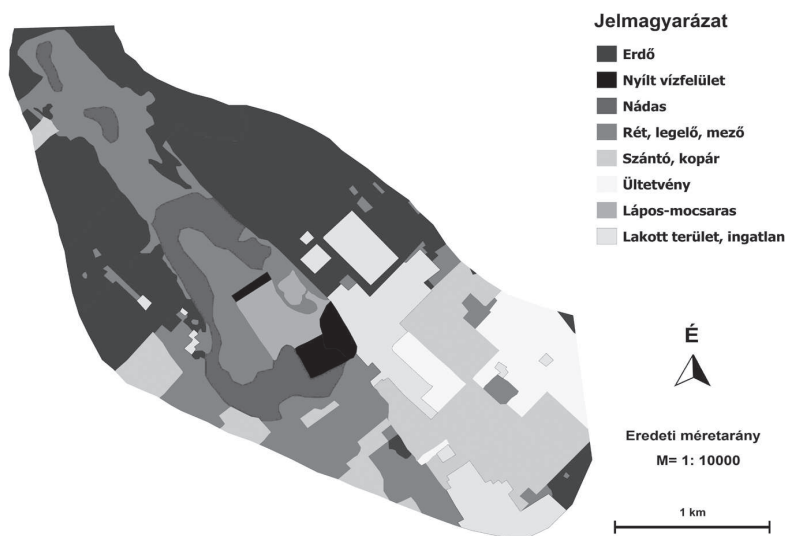 Jelmagyarázat
Erdő
Nyílt vízfelület
Nádas
Rét, legelő, mező
Szántó, kopár
Ültetvény
Lápos-mocsaras
Lakott terület, ingatlan
É
Eredeti méretarány
M= 1: 10000
1 km